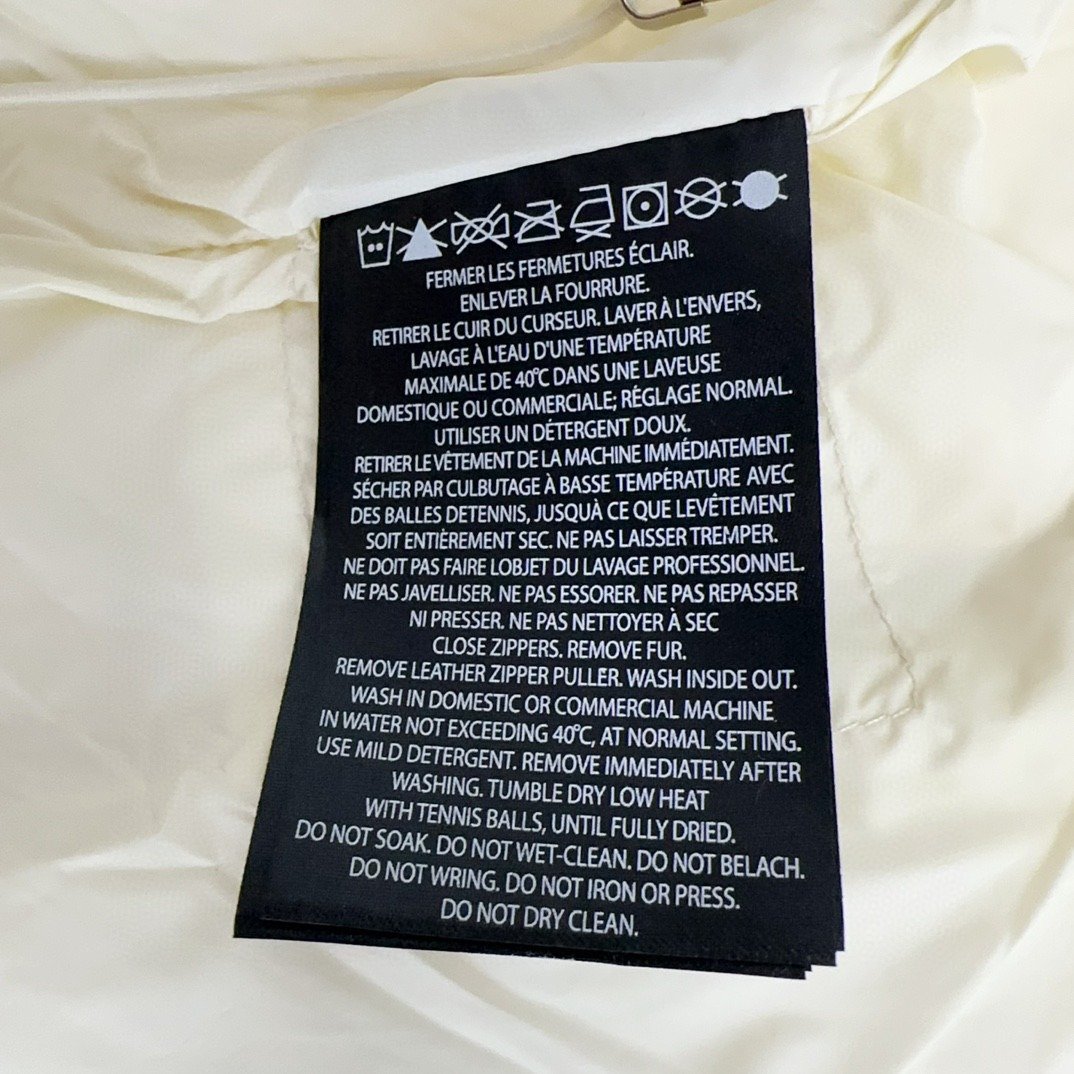 FERMER LES FERMETURES ÉCLAIR.
ENLEVER LA FOURRURE.
RETIRER LE CUIR DU CURSEUR. LAVER À L'ENVERS,
LAVAGE À L'EAU D'UNE TEMPÉRATURE
MAXIMALE DE 40°C DANS UNE LAVEUSE
DOMESTIQUE OU COMMERCIALE; RÉGLAGE NORMAL.
UTILISER UN DÉTERGENT DOUX.
RETIRER LE VÊTEMENT DE LA MACHINE IMMÉDIATEMENT.
SÉCHER PAR CULBUTAGE À BASSE TEMPÉRATURE AVEC
DES BALLES DETENNIS, JUSQUÀ CE QUE LEVÊTEMENT
SOIT ENTIÈREMENT SEC. NE PAS LAISSER TREMPER.
NE DOIT PAS FAIRE LOBJET DU LAVAGE PROFESSIONNEL.
NE PAS JAVELLISER. NE PAS ESSORER. NE PAS REPASSER
NI PRESSER. NE PAS NETTOYER À SEC
CLOSE ZIPPERS. REMOVE FUR.
REMOVE LEATHER ZIPPER PULLER. WASH INSIDE OUT.
WASH IN DOMESTIC OR COMMERCIAL MACHINE
IN WATER NOT EXCEEDING 40°C, AT NORMAL SETTING.
USE MILD DETERGENT. REMOVE IMMEDIATELY AFTER
WASHING. TUMBLE DRY LOW HEAT
WITH TENNIS BALLS, UNTIL FULLY DRIED.
DO NOT SOAK. DO NOT WET-CLEAN. DO NOT BELACH.
DO NOT WRING. DO NOT IRON OR PRESS.
DO NOT DRY CLEAN.